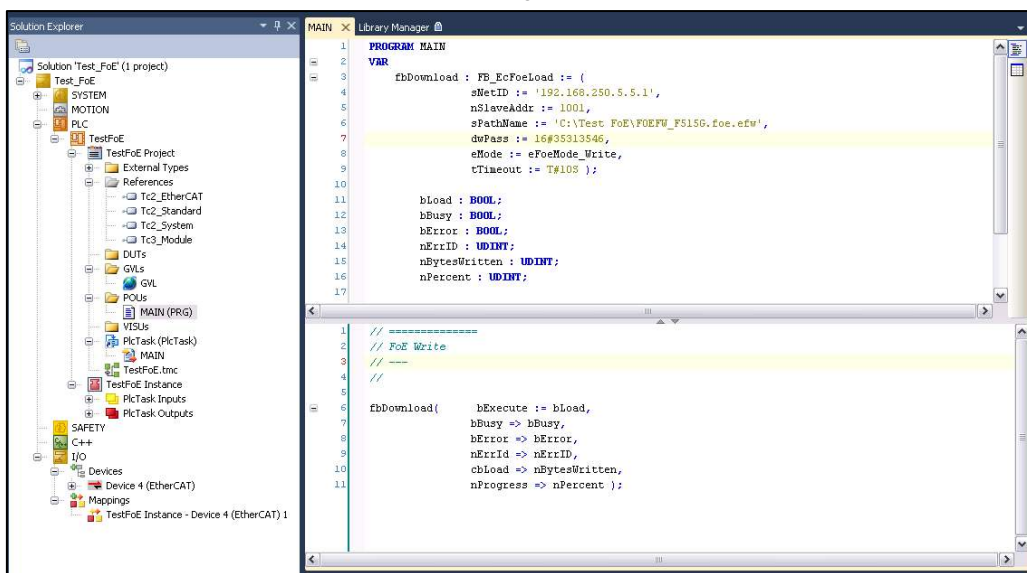 Solution Explorer
Solution 'Test_FoE' (1 project)
Test_FoE
SYSTEM
MOTION
PLC
TestFoE
TestFoE Project
External Types
References
Tc2_EtherCAT
Tc2_Standard
Tc2_System
Tc3_Module
DUTs
GVLs
GVL
POUs
MAIN (PRG)
VISUs
PlcTask (PlcTask)
MAIN
TestFoE.tmc
TestFoE Instance
PlcTask Inputs
PlcTask Outputs
SAFETY
C++
I/O
Devices
Device 4 (EtherCAT)
Mappings
TestFoE Instance - Device 4 (EtherCAT) 1
MAIN Library Manager
1 PROGRAM MAIN
2 VAR
3 fbDownload : FB_EcFoeLoad := (
4 sNetID := '192.168.250.5.5.1',
5 nSlaveAddr := 1001,
6 sPathName := 'C:\Test FoE\FOEFW_F515G.foe.efw',
7 dwPass := 16#35313546,
8 eMode := eFoeMode_Write,
9 tTimeout := T#10S );
10
11 bLoad : BOOL;
12 bBusy : BOOL;
13 bError : BOOL;
14 nErrID : UDINT;
15 nBytesWritten : UDINT;
16 nPercent : UDINT;
17
1 // ==============
2 // FoE Write
3 // ---
4 //
5
6 fbDownload( bExecute := bLoad,
7 bBusy => bBusy,
8 bError => bError,
9 nErrId => nErrID,
10 cbLoad => nBytesWritten,
11 nProgress => nPercent );